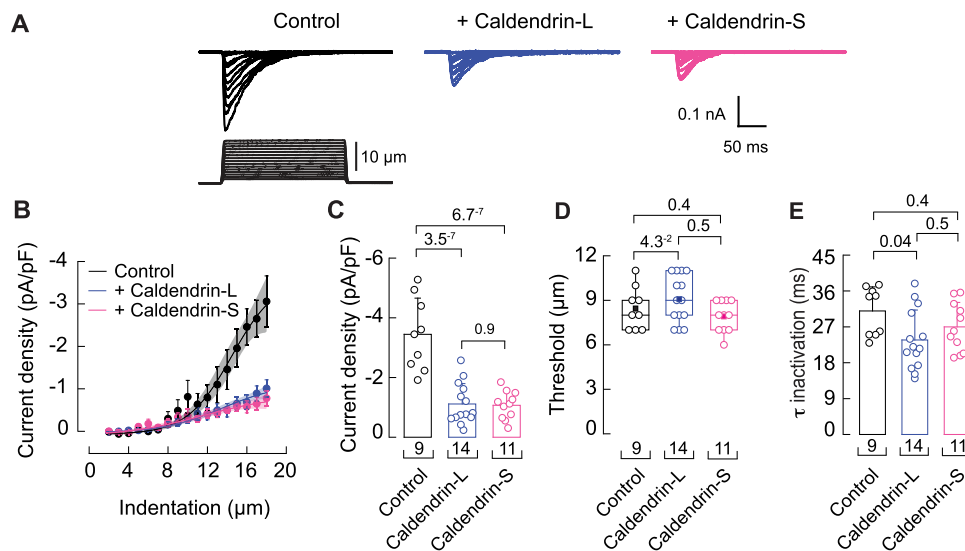 A
Control
+ Caldendrin-L
+ Caldendrin-S
0.1 nA
50 ms
10 µm
B
Current density (pA/pF)
-4
-3
-2
-1
0
Control
+ Caldendrin-L
+ Caldendrin-S
0 4 8 12 16 20
Indentation (µm)
C
Current density (pA/pF)
-6
-4
-2
0
6.7-7
3.5-7
0.9
9 14 11
Control
Caldendrin-L
Caldendrin-S
D
Threshold (µm)
12
9
6
3
0
0.4
4.3-2
0.5
9 14 11
Control
Caldendrin-L
Caldendrin-S
E
τ inactivation (ms)
45
36
27
18
9
0
0.4
0.04
0.5
9 14 11
Control
Caldendrin-L
Caldendrin-S